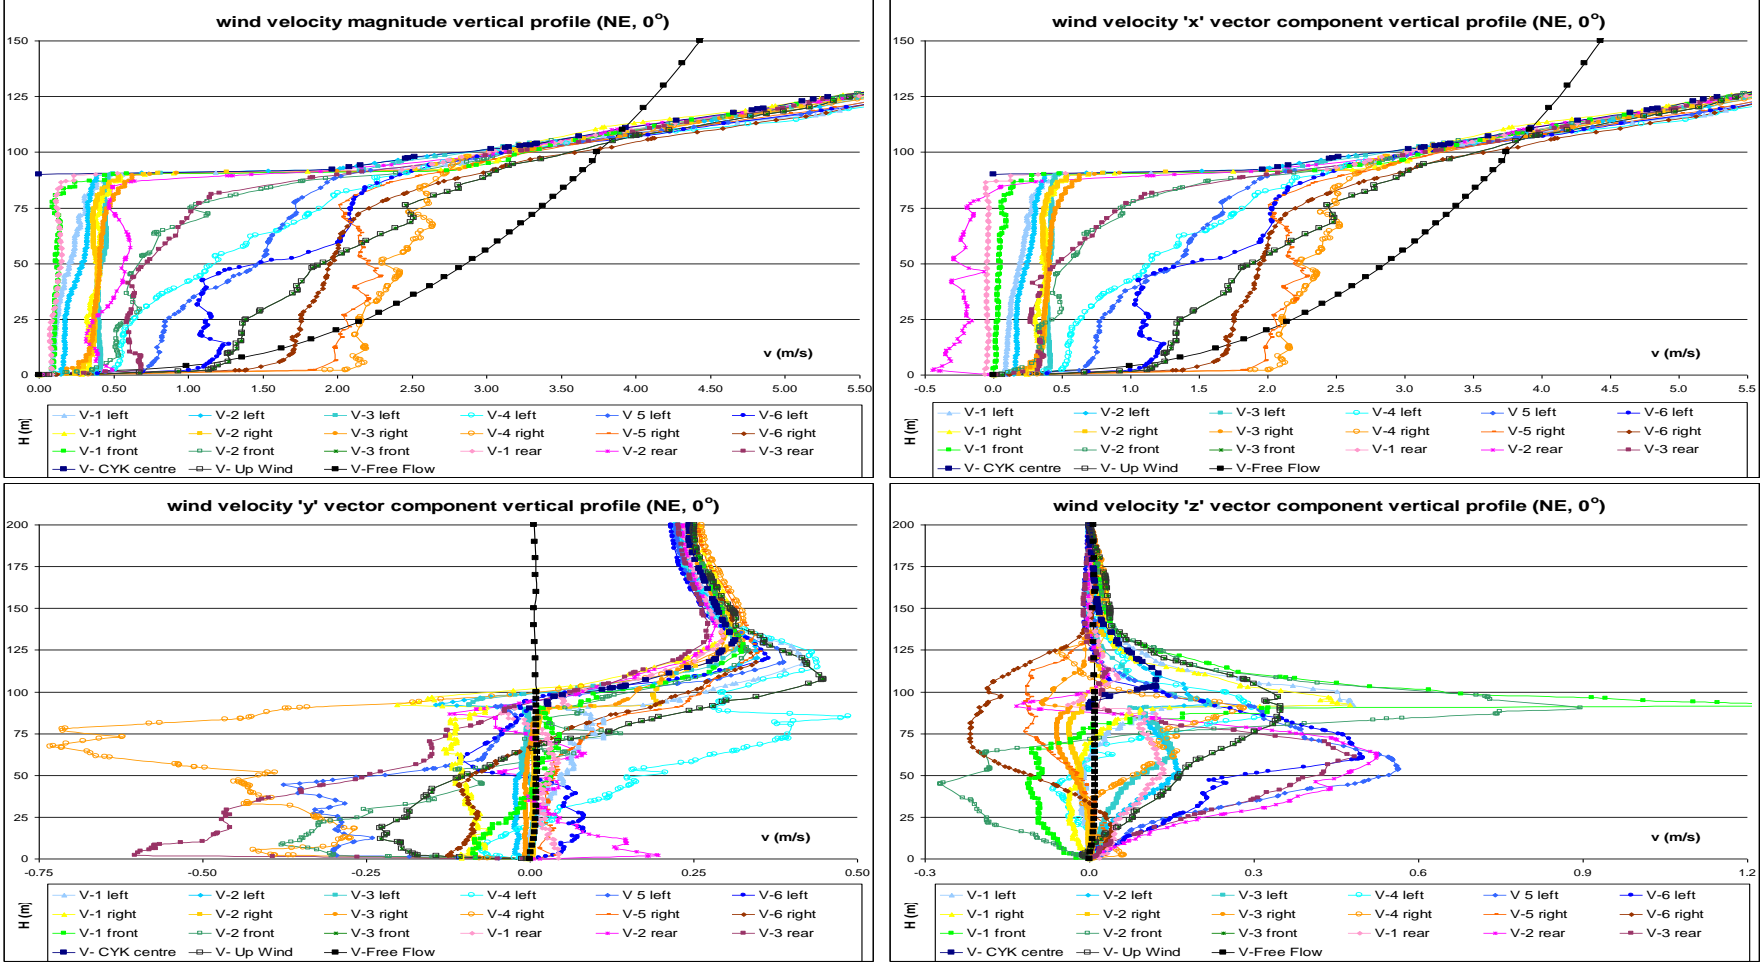 wind velocity magnitude vertical profile (NE, 0°)
150
125
100
75
50
25
0
0.00 0.50 1.00 1.50 2.00 2.50 3.00 3.50 4.00 4.50 5.00 5.50
v (m/s)
H (m)
V-1 left V-2 left V-3 left V-4 left V 5 left V-6 left
V-1 right V-2 right V-3 right V-4 right V-5 right V-6 right
V-1 front V-2 front V-3 front V-1 rear V-2 rear V-3 rear
V- CYK centre V- Up Wind V-Free Flow
wind velocity 'x' vector component vertical profile (NE, 0°)
150
125
100
75
50
25
0
-0.5 0.0 0.5 1.0 1.5 2.0 2.5 3.0 3.5 4.0 4.5 5.0 5.5
v (m/s)
H (m)
V-1 left V-2 left V-3 left V-4 left V 5 left V-6 left
V-1 right V-2 right V-3 right V-4 right V-5 right V-6 right
V-1 front V-2 front V-3 front V-1 rear V-2 rear V-3 rear
V- CYK centre V- Up Wind V-Free Flow
wind velocity 'y' vector component vertical profile (NE, 0°)
200
175
150
125
100
75
50
25
0
-0.75 -0.50 -0.25 0.00 0.25 0.50
v (m/s)
H (m)
V-1 left V-2 left V-3 left V-4 left V 5 left V-6 left
V-1 right V-2 right V-3 right V-4 right V-5 right V-6 right
V-1 front V-2 front V-3 front V-1 rear V-2 rear V-3 rear
V- CYK centre V- Up Wind V-Free Flow
wind velocity 'z' vector component vertical profile (NE, 0°)
200
175
150
125
100
75
50
25
0
-0.3 0.0 0.3 0.6 0.9 1.2
v (m/s)
H (m)
V-1 left V-2 left V-3 left V-4 left V 5 left V-6 left
V-1 right V-2 right V-3 right V-4 right V-5 right V-6 right
V-1 front V-2 front V-3 front V-1 rear V-2 rear V-3 rear
V- CYK centre V- Up Wind V-Free Flow